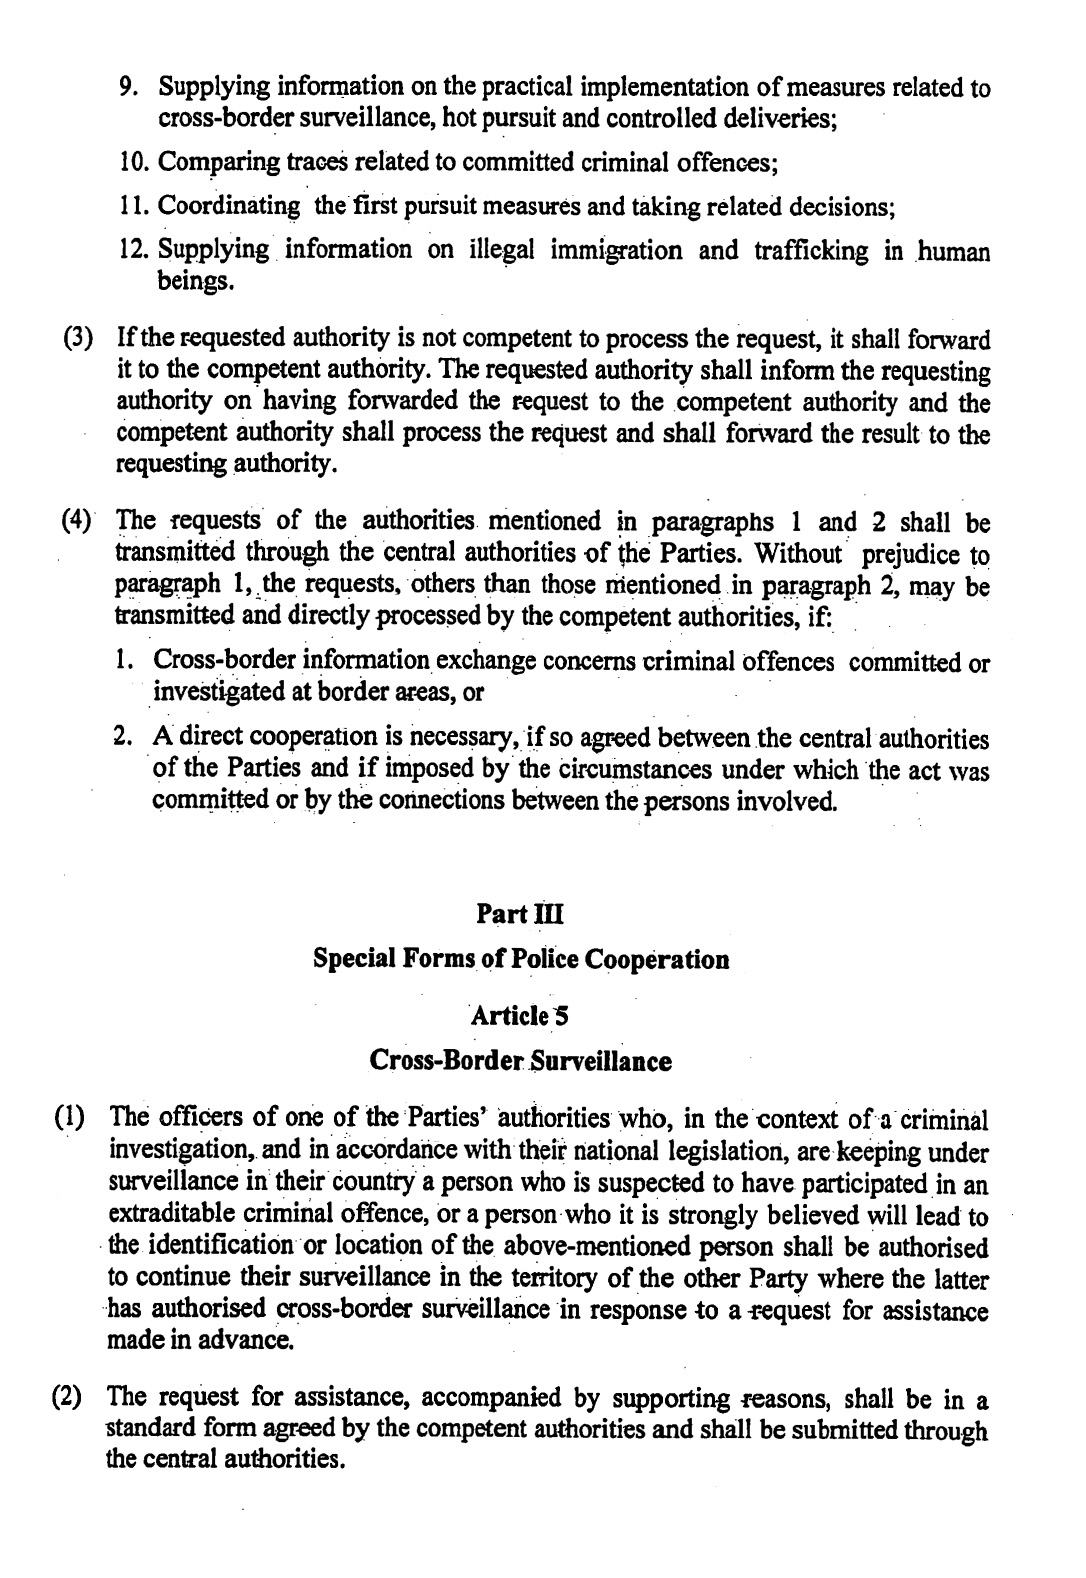 9. Supplying information on the practical implementation of measures related to
cross-border surveillance, hot pursuit and controlled deliveries;
10. Comparing traces related to committed criminal offences;
11. Coordinating the first pursuit measures and taking related decisions;
12. Supplying information on illegal immigration and trafficking in human
beings.
(3) If the requested authority is not competent to process the request, it shall forward
it to the competent authority. The requested authority shall inform the requesting
authority on having forwarded the request to the competent authority and the
competent authority shall process the request and shall forward the result to the
requesting authority.
(4) The requests of the authorities mentioned in paragraphs 1 and 2 shall be
transmitted through the central authorities of the Parties. Without prejudice to
paragraph 1, the requests, others than those mentioned in paragraph 2, may be
transmitted and directly processed by the competent authorities, if:
1. Cross-border information exchange concerns criminal offences committed or
investigated at border areas, or
2. A direct cooperation is necessary, if so agreed between the central authorities
of the Parties and if imposed by the circumstances under which the act was
committed or by the connections between the persons involved.
Part III
Special Forms of Police Cooperation
Article 5
Cross-Border Surveillance
(1) The officers of one of the Parties' authorities who, in the context of a criminal
investigation, and in accordance with their national legislation, are keeping under
surveillance in their country a person who is suspected to have participated in an
extraditable criminal offence, or a person who it is strongly believed will lead to
the identification or location of the above-mentioned person shall be authorised
to continue their surveillance in the territory of the other Party where the latter
has authorised cross-border surveillance in response to a request for assistance
made in advance.
(2) The request for assistance, accompanied by supporting reasons, shall be in a
standard form agreed by the competent authorities and shall be submitted through
the central authorities.